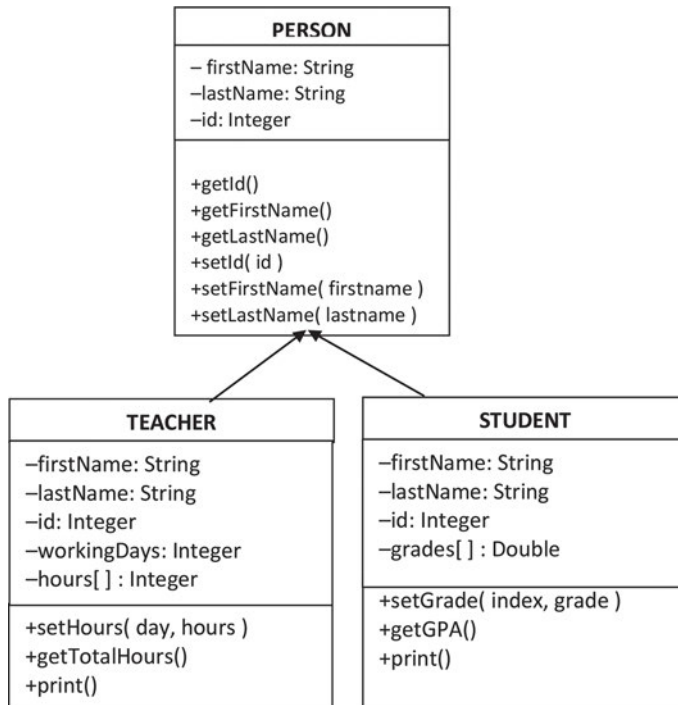 PERSON
– firstName: String
–lastName: String
–id: Integer
+getId()
+getFirstName()
+getLastName()
+setId( id )
+setFirstName( firstname )
+setLastName( lastname )
TEACHER
–firstName: String
–lastName: String
–id: Integer
–workingDays: Integer
–hours[ ] : Integer
+setHours( day, hours )
+getTotalHours()
+print()
STUDENT
–firstName: String
–lastName: String
–id: Integer
–grades[ ] : Double
+setGrade( index, grade )
+getGPA()
+print()